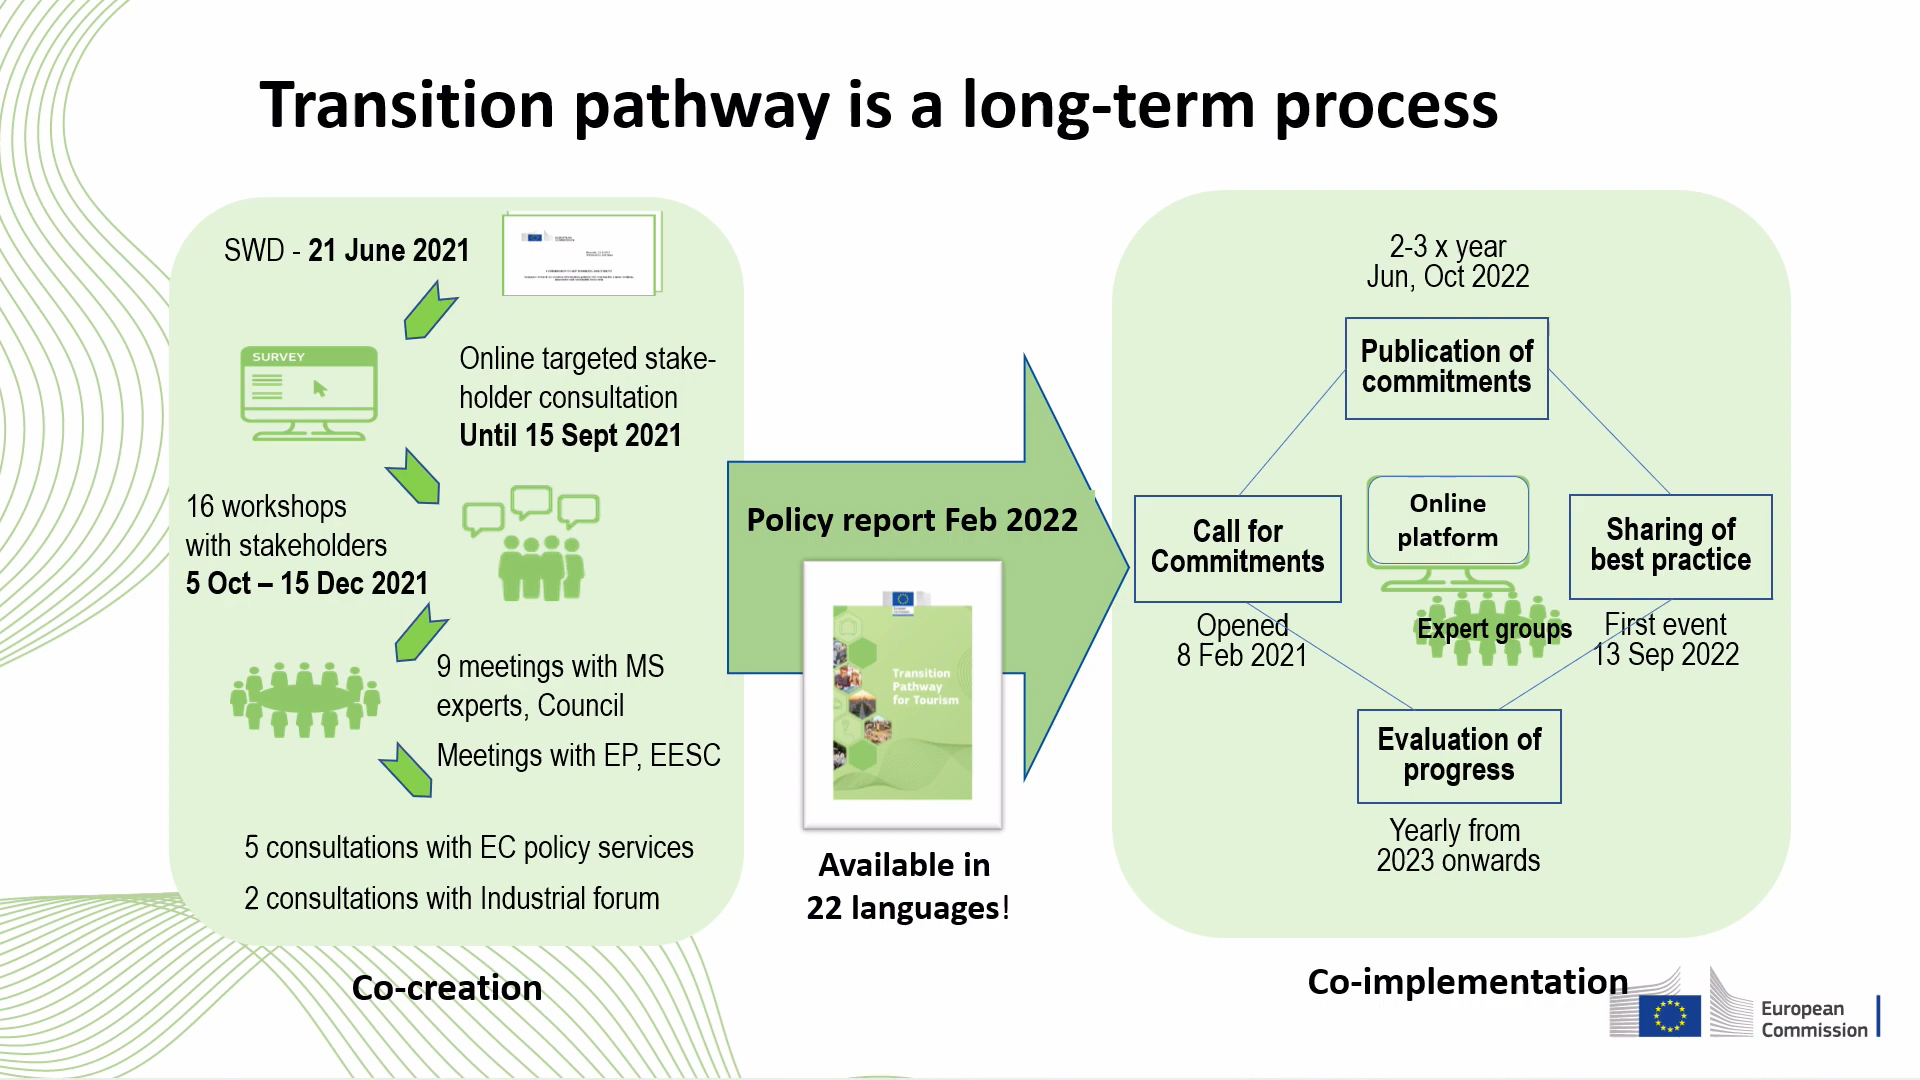 Transition pathway is a long-term process
SWD - 21 June 2021
SURVEY
Online targeted stake-
holder consultation
Until 15 Sept 2021
16 workshops
with stakeholders
5 Oct – 15 Dec 2021
9 meetings with MS
experts, Council
Meetings with EP, EESC
5 consultations with EC policy services
2 consultations with Industrial forum
Co-creation
Policy report Feb 2022
Transition
Pathway
for Tourism
Available in
22 languages!
2-3 x year
Jun, Oct 2022
Publication of
commitments
Call for
Commitments
Opened
8 Feb 2021
Online
platform
Expert groups
Sharing of
best practice
First event
13 Sep 2022
Evaluation of
progress
Yearly from
2023 onwards
Co-implementation
European
Commission